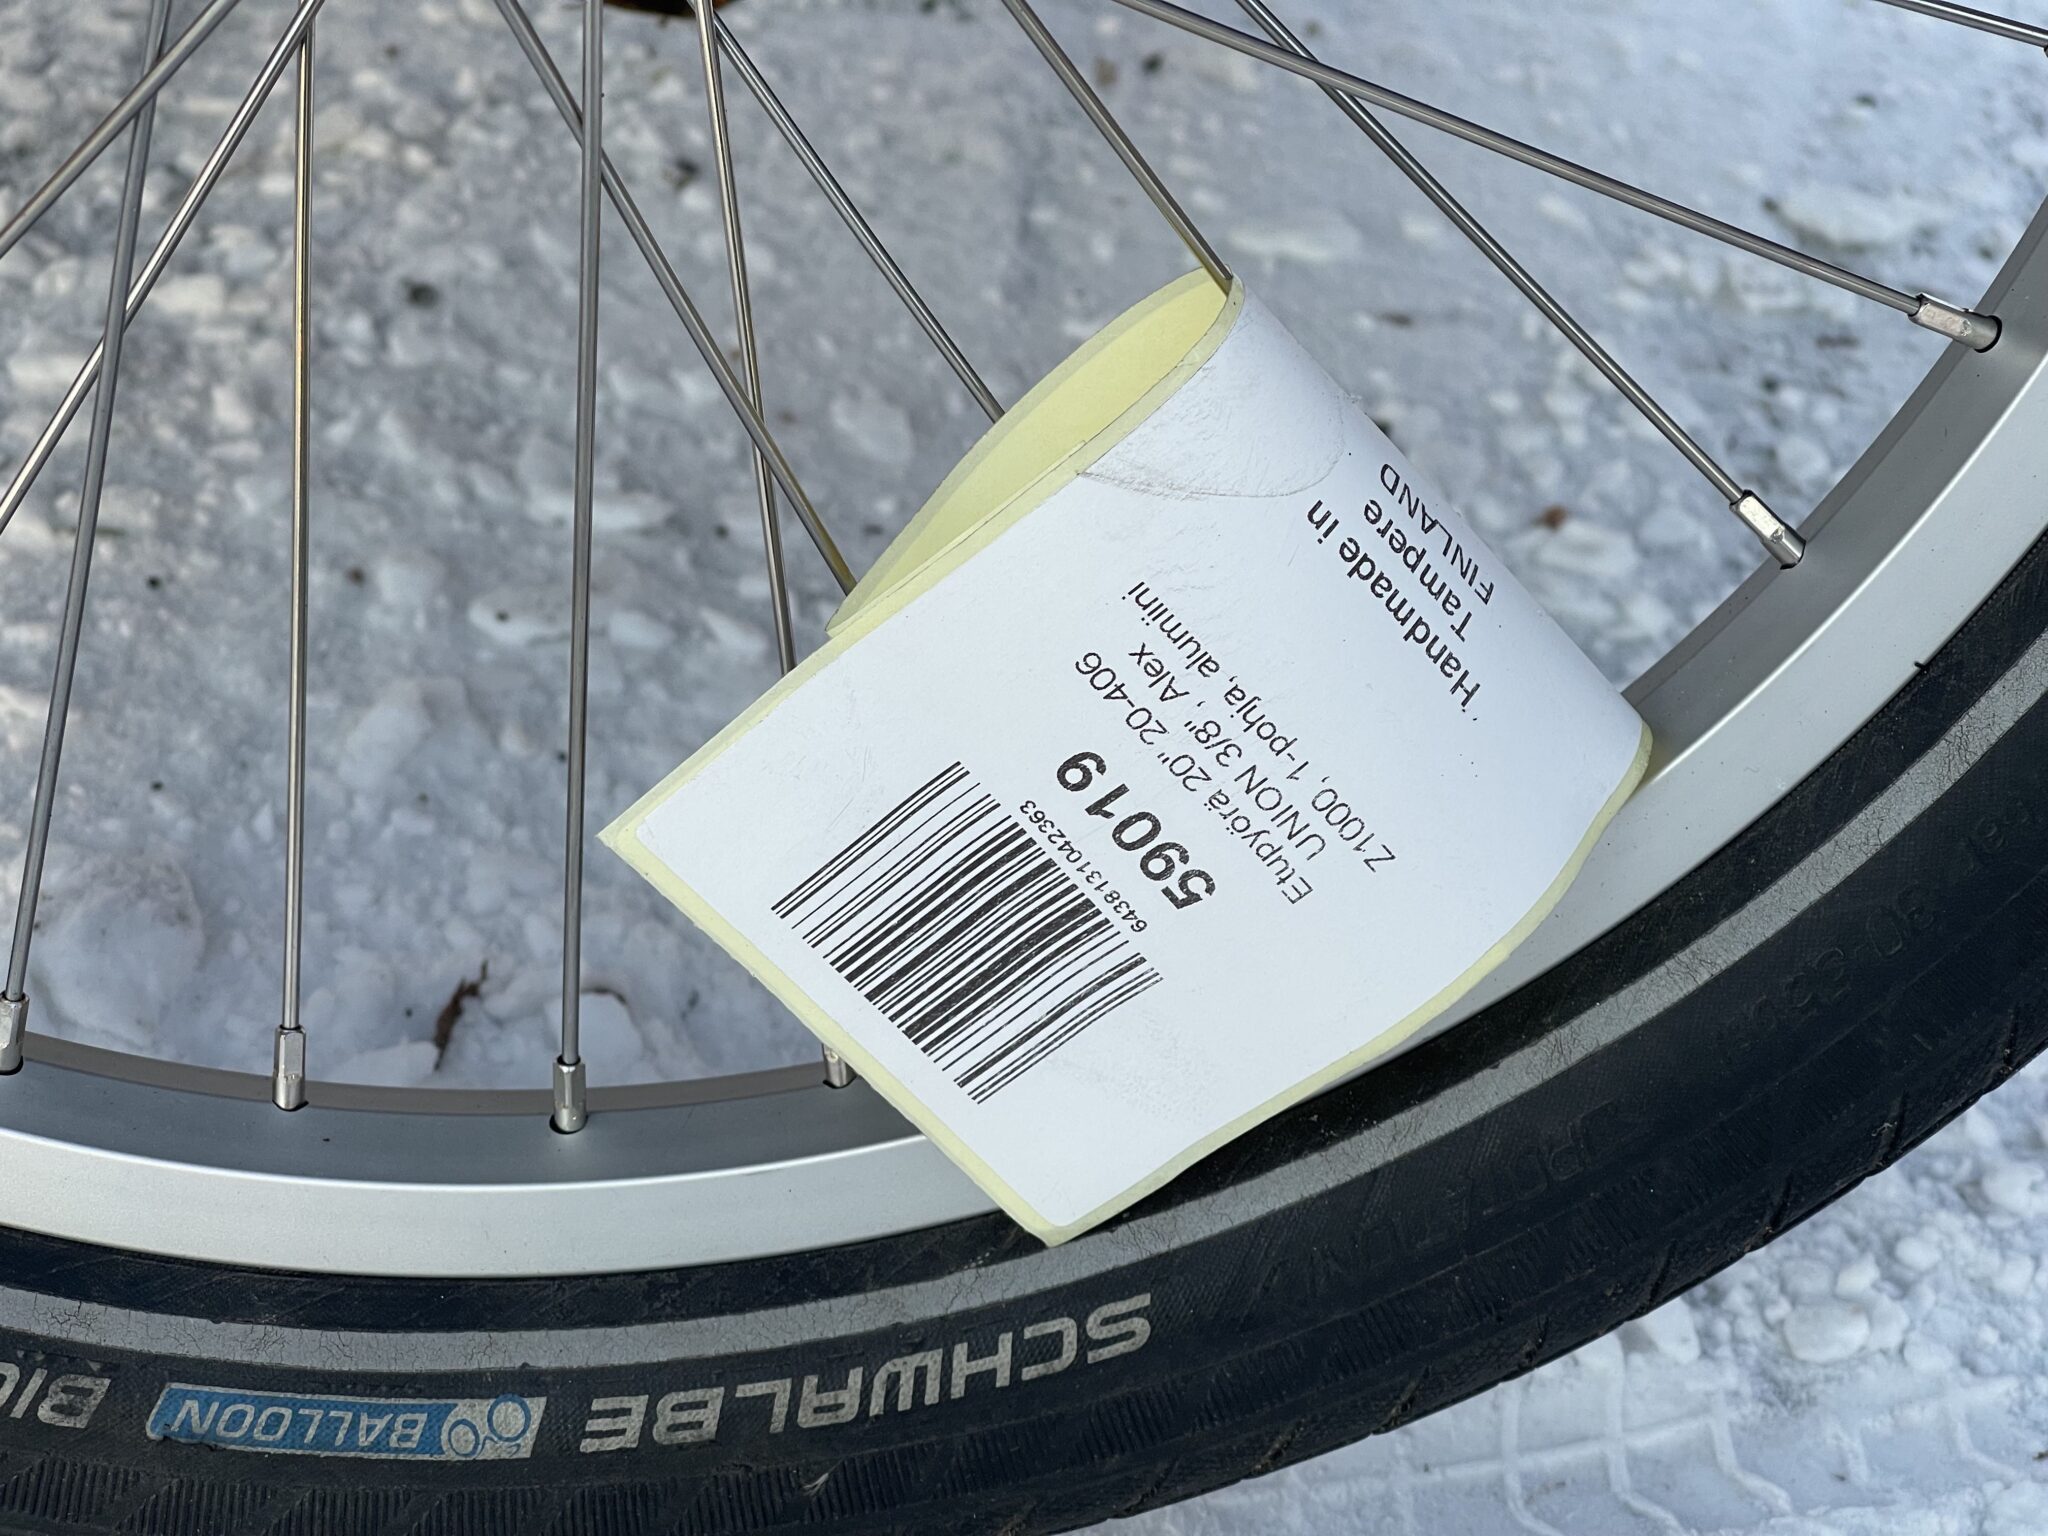 6438131042363
59019
Etupyörä 20" 20-406
UNION 3/8", Alex
Z1000, 1-pohja, alumiini
Handmade in
Tampere
FINLAND
SCHWALBE
BALLOON